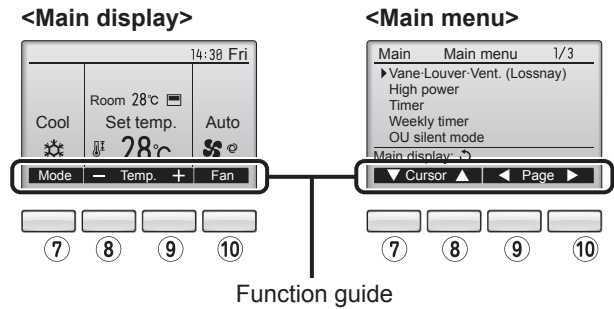 <Main display>
14:30 Fri
Room 28℃
Cool Set temp. Auto
28℃
Mode − Temp. + Fan
7 8 9 10
<Main menu>
Main Main menu 1/3
▶Vane·Louver·Vent. (Lossnay)
High power
Timer
Weekly timer
OU silent mode
Main display:
▼ Cursor ▲ ◀ Page ▶
7 8 9 10
Function guide